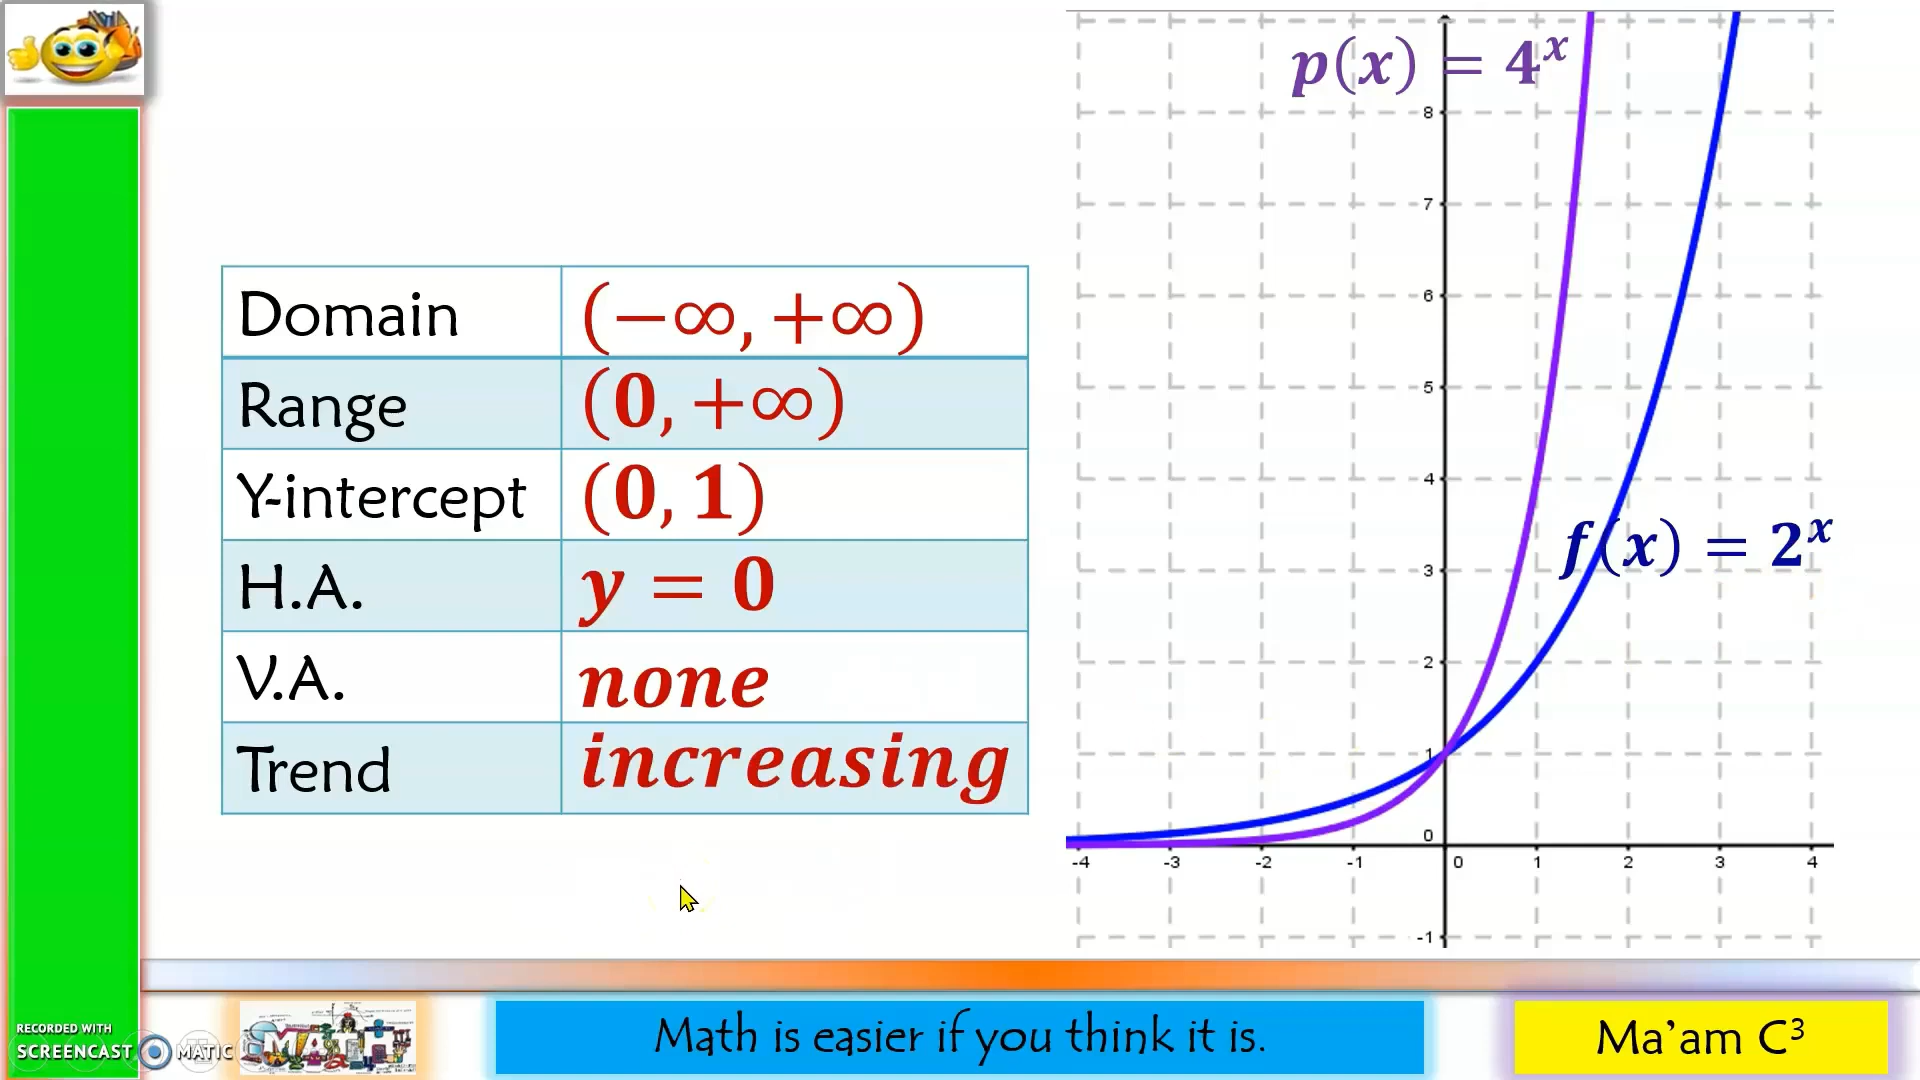 p(x) = 4^x
8
7
6
5
4
3
2
1
0
-4 -3 -2 -1 0 1 2 3 4
-1
f(x) = 2^x
Domain (−∞, +∞)
Range (0, +∞)
Y-intercept (0, 1)
H.A. y = 0
V.A. none
Trend increasing
RECORDED WITH
SCREENCAST MATIC
MATH
Math is easier if you think it is.
Ma’am C³